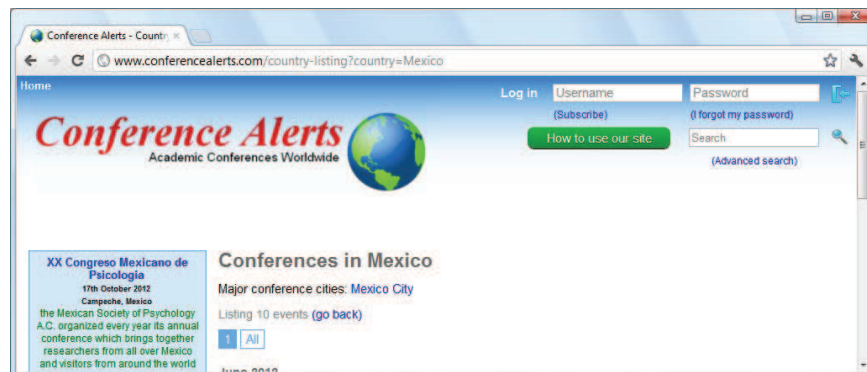 Conference Alerts - Countr
www.conferencealerts.com/country-listing?country=Mexico
Home
Log in Username Password
(Subscribe) (I forgot my password)
How to use our site Search
(Advanced search)
Conference Alerts
Academic Conferences Worldwide
XX Congreso Mexicano de
Psicologia
17th October 2012
Campeche, Mexico
the Mexican Society of Psychology
A.C. organized every year its annual
conference which brings together
researchers from all over Mexico
and visitors from around the world
Conferences in Mexico
Major conference cities: Mexico City
Listing 10 events (go back)
1 All
June 2012